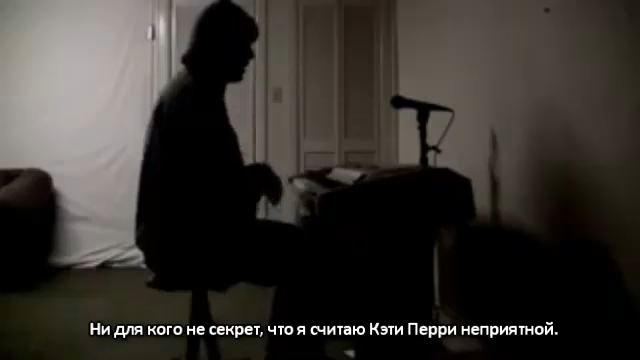 Ни для кого не секрет, что я считаю Кэти Перри неприятной.